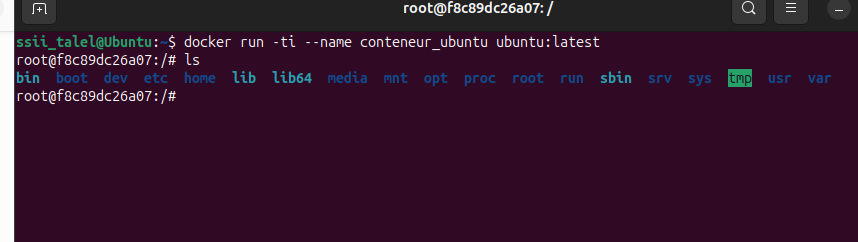 root@f8c89dc26a07: /
ssii_talel@Ubuntu:~$ docker run -ti --name conteneur_ubuntu ubuntu:latest
root@f8c89dc26a07:/# ls
bin  boot  dev  etc  home  lib  lib64  media  mnt  opt  proc  root  run  sbin  srv  sys  tmp  usr  var
root@f8c89dc26a07:/#